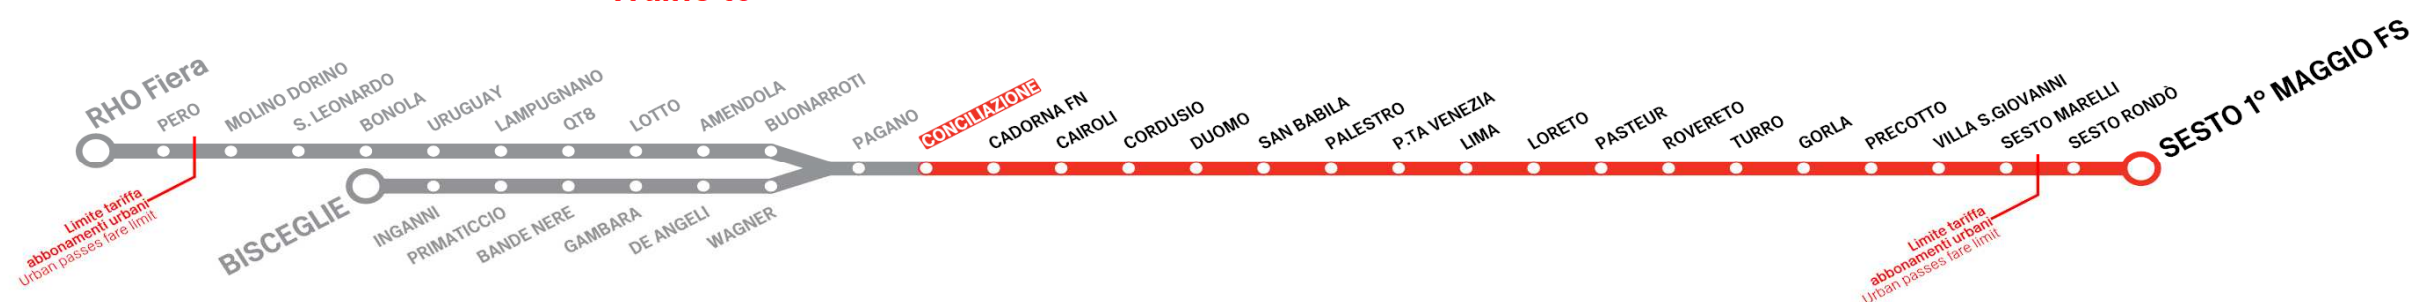 RHO Fiera
PERO
MOLINO DORINO
S. LEONARDO
BONOLA
URUGUAY
LAMPUGNANO
QT8
LOTTO
AMENDOLA
BUONARROTI
PAGANO
CONCILIAZIONE
CADORNA FN
CAIROLI
CORDUSIO
DUOMO
SAN BABILA
PALESTRO
P.TA VENEZIA
LIMA
LORETO
PASTEUR
ROVERETO
TURRO
GORLA
PRECOTTO
VILLA S.GIOVANNI
SESTO MARELLI
SESTO RONDÒ
SESTO 1° MAGGIO FS
Limite tariffa
abbonamenti urbani
Urban passes fare limit
BISCEGLIE
INGANNI
PRIMATICCIO
BANDE NERE
GAMBARA
DE ANGELI
WAGNER
Limite tariffa
abbonamenti urbani
Urban passes fare limit